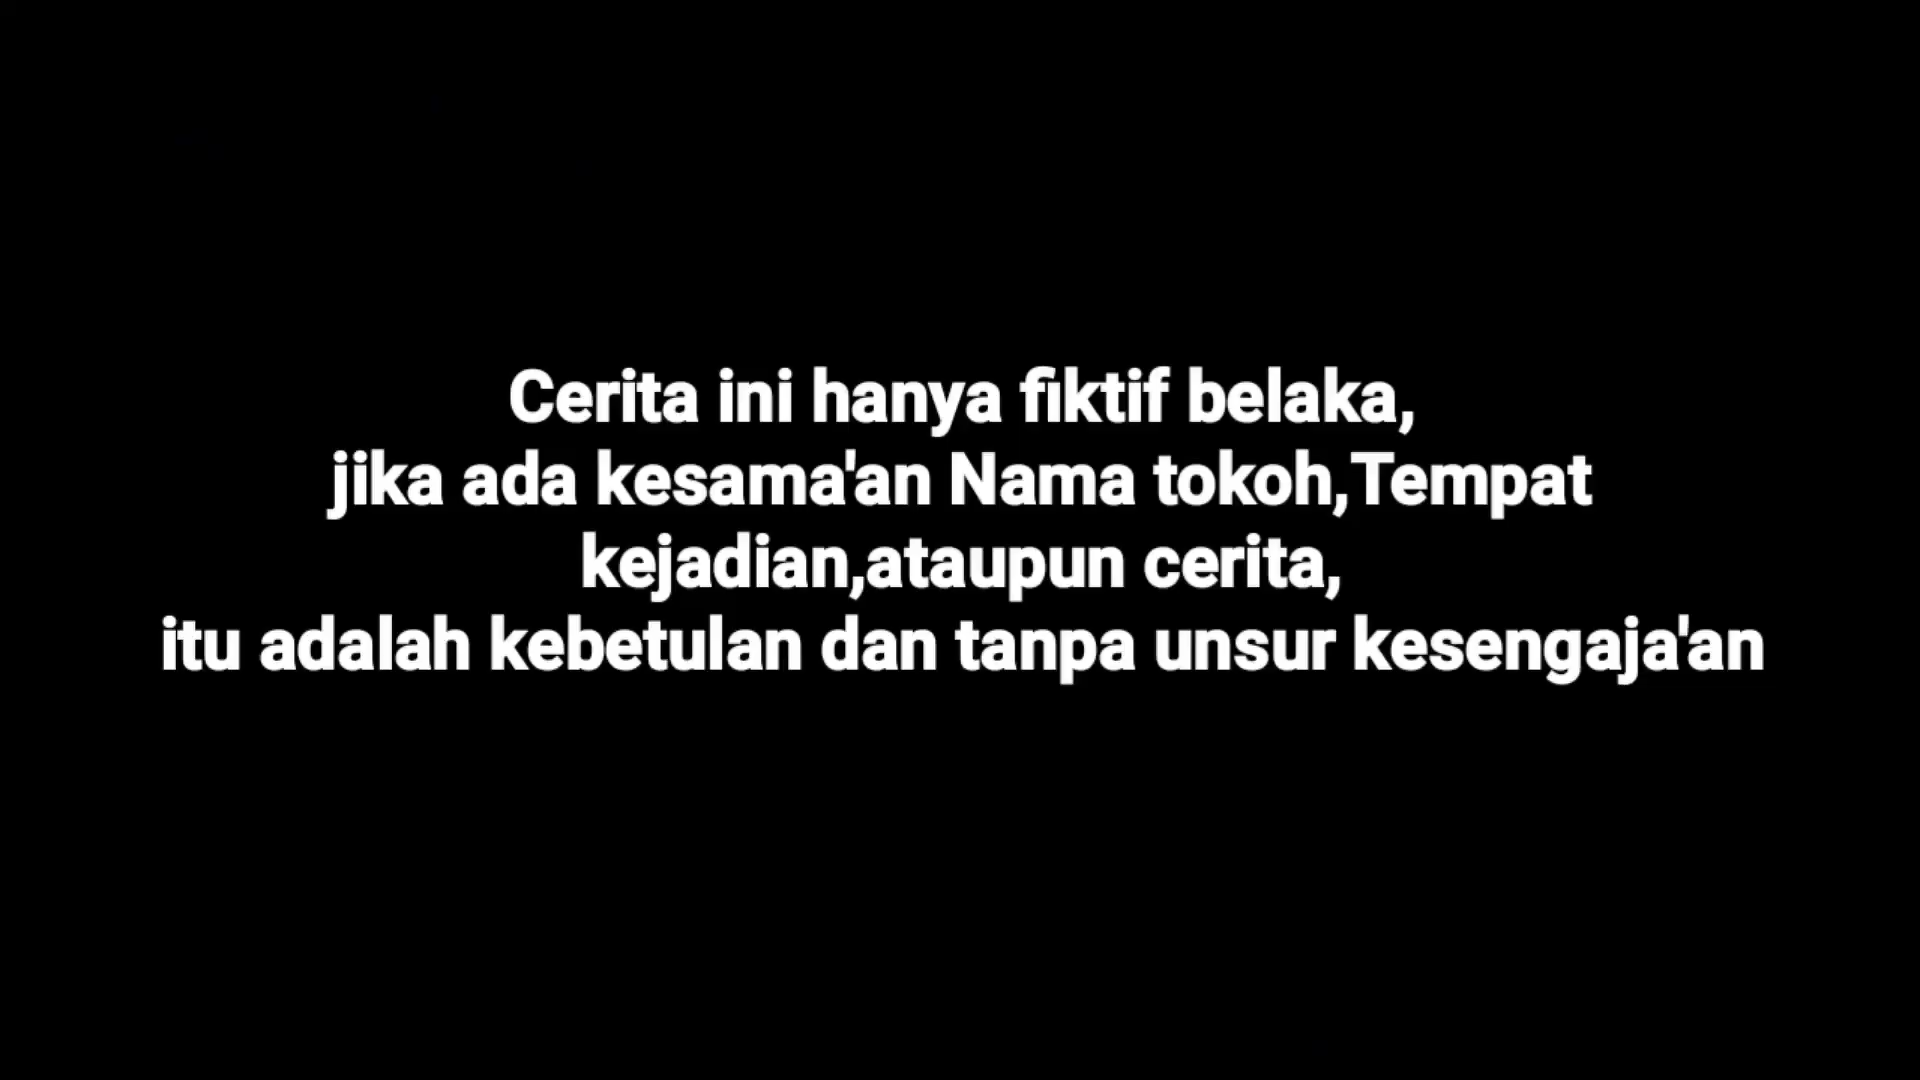 Cerita ini hanya fiktif belaka,
jika ada kesama'an Nama tokoh,Tempat
kejadian,ataupun cerita,
itu adalah kebetulan dan tanpa unsur kesengaja'an